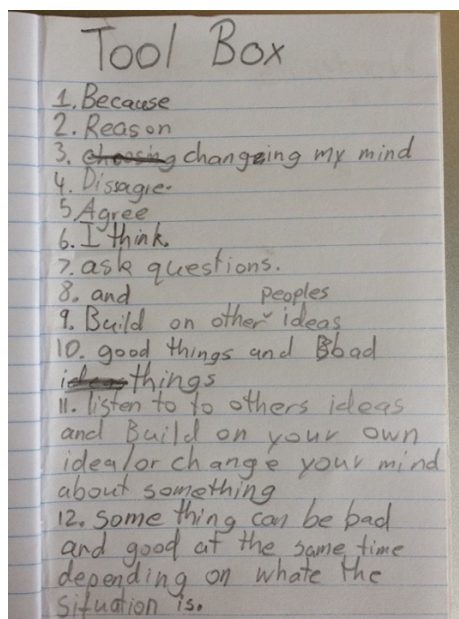 Tool Box
1. Because
2. Reason
3. choosing changeing my mind
4. Dissagre.
5 Agree
6. I think.
7. ask questions.
8. and
9. Build on other peoples ideas
10. good things and Bbad
ideas things
11. listen to to others ideas
and Build on your own
idea/or change your mind
about something
12. Some thing can be bad
and good at the same time
depending on whate the
situation is.